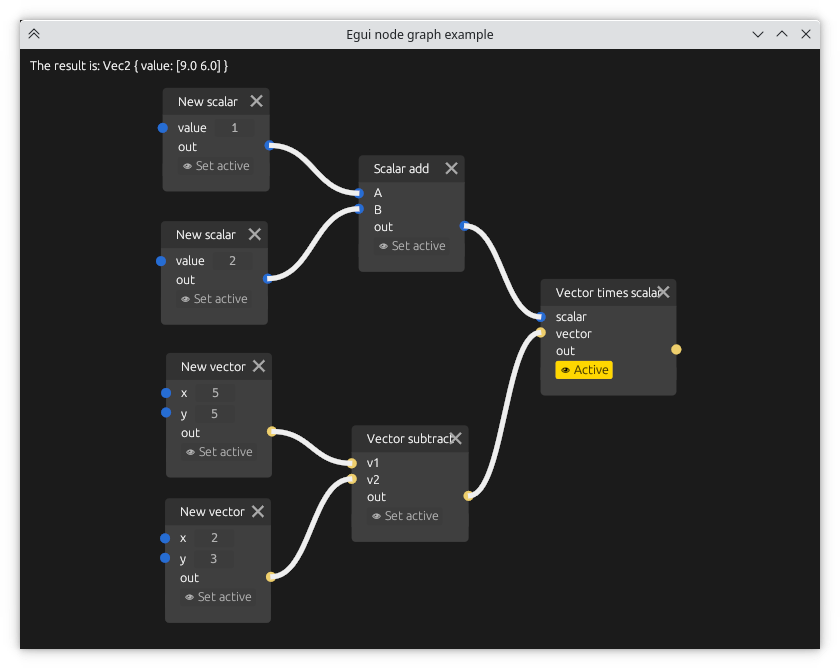 Egui node graph example
The result is: Vec2 { value: [9.0 6.0] }
New scalar
value 1
out
Set active
New scalar
value 2
out
Set active
New vector
x 5
y 5
out
Set active
New vector
x 2
y 3
out
Set active
Scalar add
A
B
out
Set active
Vector subtract
v1
v2
out
Set active
Vector times scalar
scalar
vector
out
Active